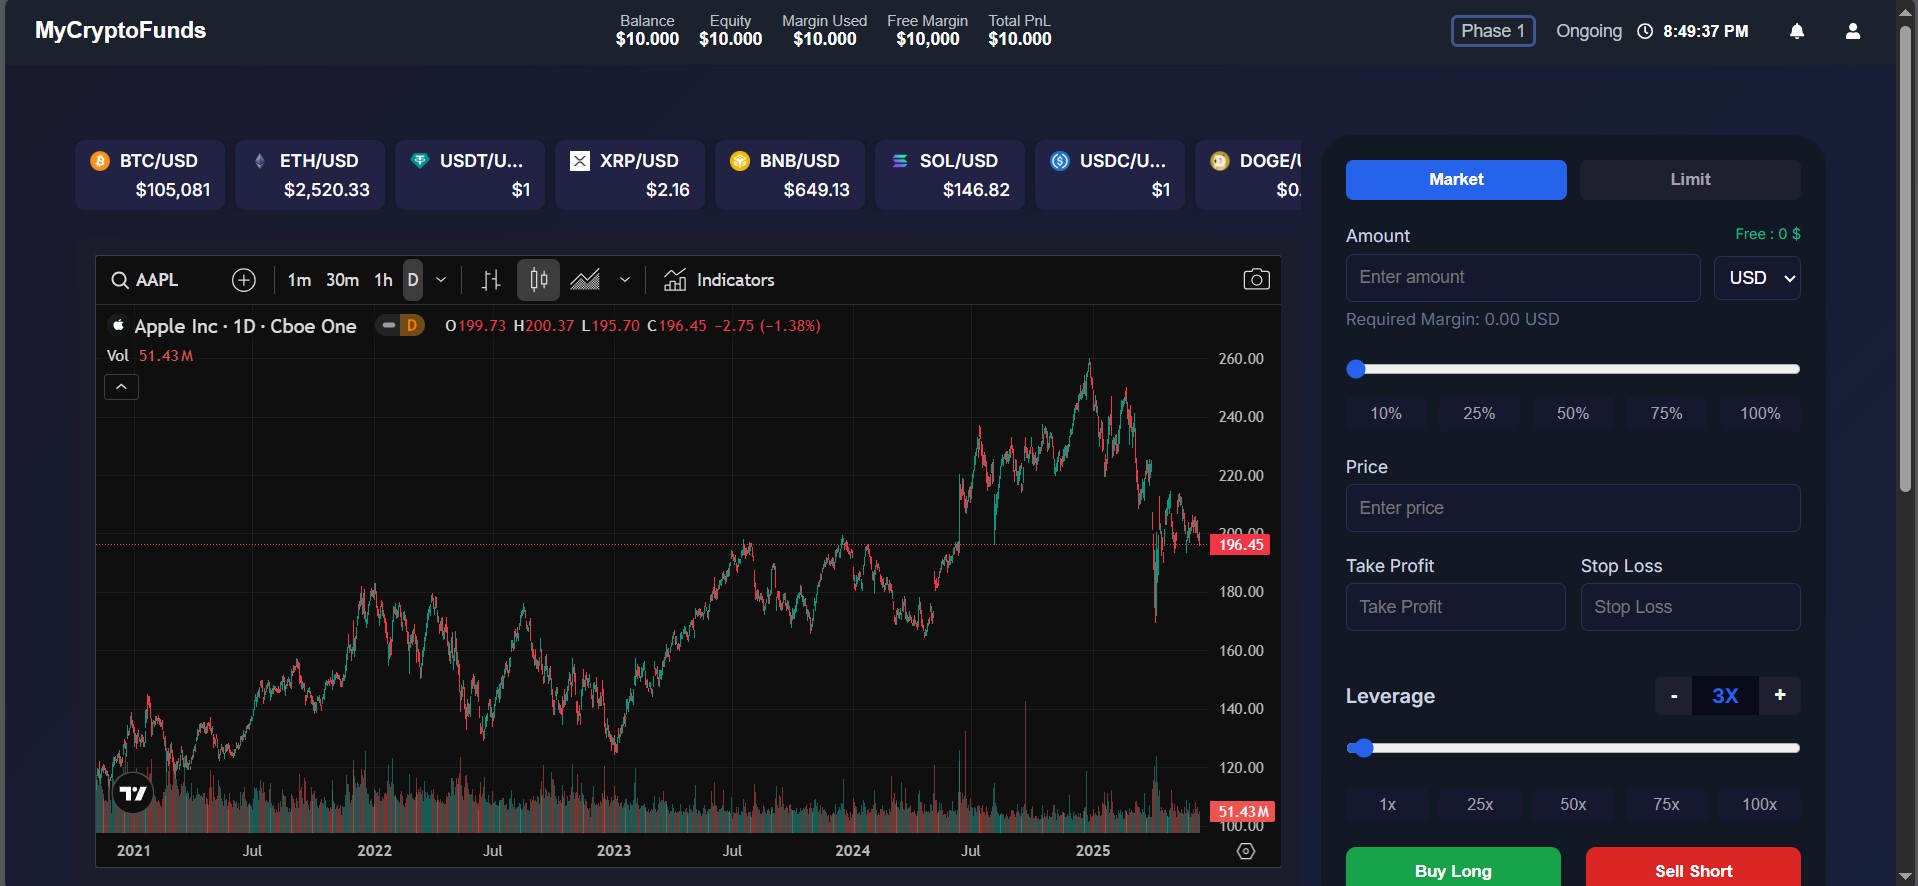 MyCryptoFunds
Balance Equity Margin Used Free Margin Total PnL
$10.000 $10.000 $10.000 $10,000 $10.000
Phase 1 Ongoing 8:49:37 PM
BTC/USD
$105,081
ETH/USD
$2,520.33
USDT/U...
$1
XRP/USD
$2.16
BNB/USD
$649.13
SOL/USD
$146.82
USDC/U...
$1
DOGE/U
$0.
AAPL 1m 30m 1h D Indicators
Apple Inc · 1D · Cboe One D O199.73 H200.37 L195.70 C196.45 −2.75 (−1.38%)
Vol 51.43 M
260.00
240.00
220.00
200.00
196.45
180.00
160.00
140.00
120.00
51.43 M
100.00
2021 Jul 2022 Jul 2023 Jul 2024 Jul 2025
Market Limit
Amount Free : 0 $
Enter amount USD
Required Margin: 0.00 USD
10% 25% 50% 75% 100%
Price
Enter price
Take Profit Stop Loss
Take Profit Stop Loss
Leverage - 3X +
1x 25x 50x 75x 100x
Buy Long Sell Short